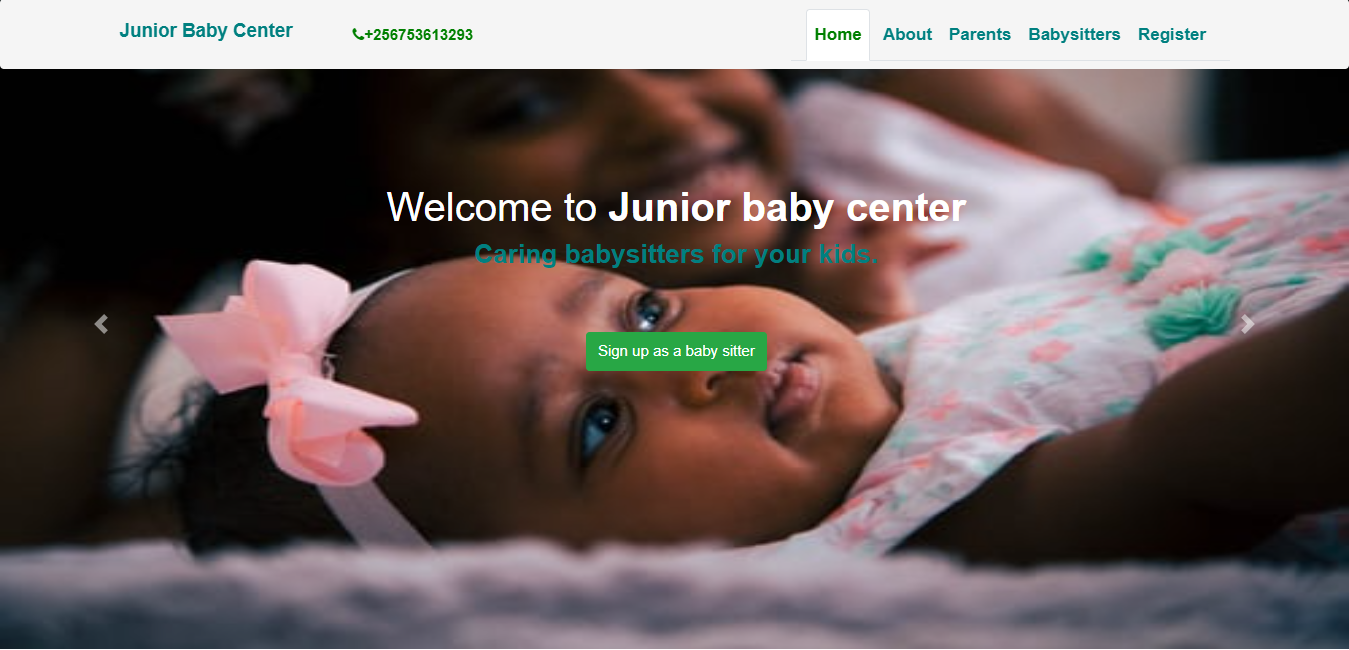 Junior Baby Center
+256753613293
Home About Parents Babysitters Register
Welcome to Junior baby center
Caring babysitters for your kids.
Sign up as a baby sitter